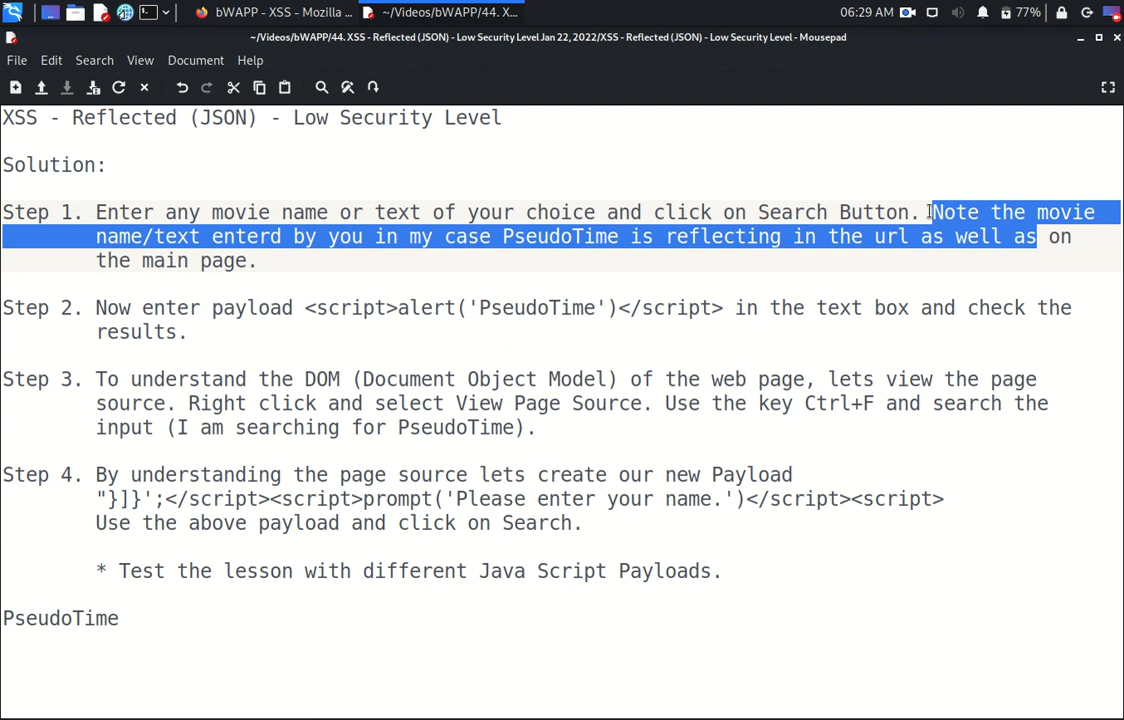 bWAPP - XSS - Mozilla ...
~/Videos/bWAPP/44. X...
06:29 AM
77%
~/Videos/bWAPP/44. XSS - Reflected (JSON) - Low Security Level Jan 22, 2022/XSS - Reflected (JSON) - Low Security Level - Mousepad
File Edit Search View Document Help
XSS - Reflected (JSON) - Low Security Level
Solution:
Step 1. Enter any movie name or text of your choice and click on Search Button. Note the movie
name/text enterd by you in my case PseudoTime is reflecting in the url as well as on
the main page.
Step 2. Now enter payload <script>alert('PseudoTime')</script> in the text box and check the
results.
Step 3. To understand the DOM (Document Object Model) of the web page, lets view the page
source. Right click and select View Page Source. Use the key Ctrl+F and search the
input (I am searching for PseudoTime).
Step 4. By understanding the page source lets create our new Payload
"}]}';</script><script>prompt('Please enter your name.')</script><script>
Use the above payload and click on Search.
* Test the lesson with different Java Script Payloads.
PseudoTime